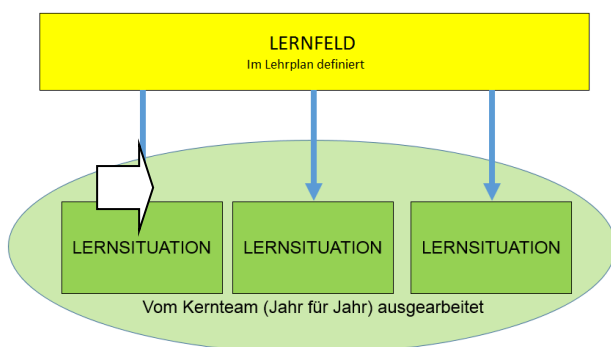 LERNFELD
Im Lehrplan definiert
LERNSITUATION LERNSITUATION LERNSITUATION
Vom Kernteam (Jahr für Jahr) ausgearbeitet